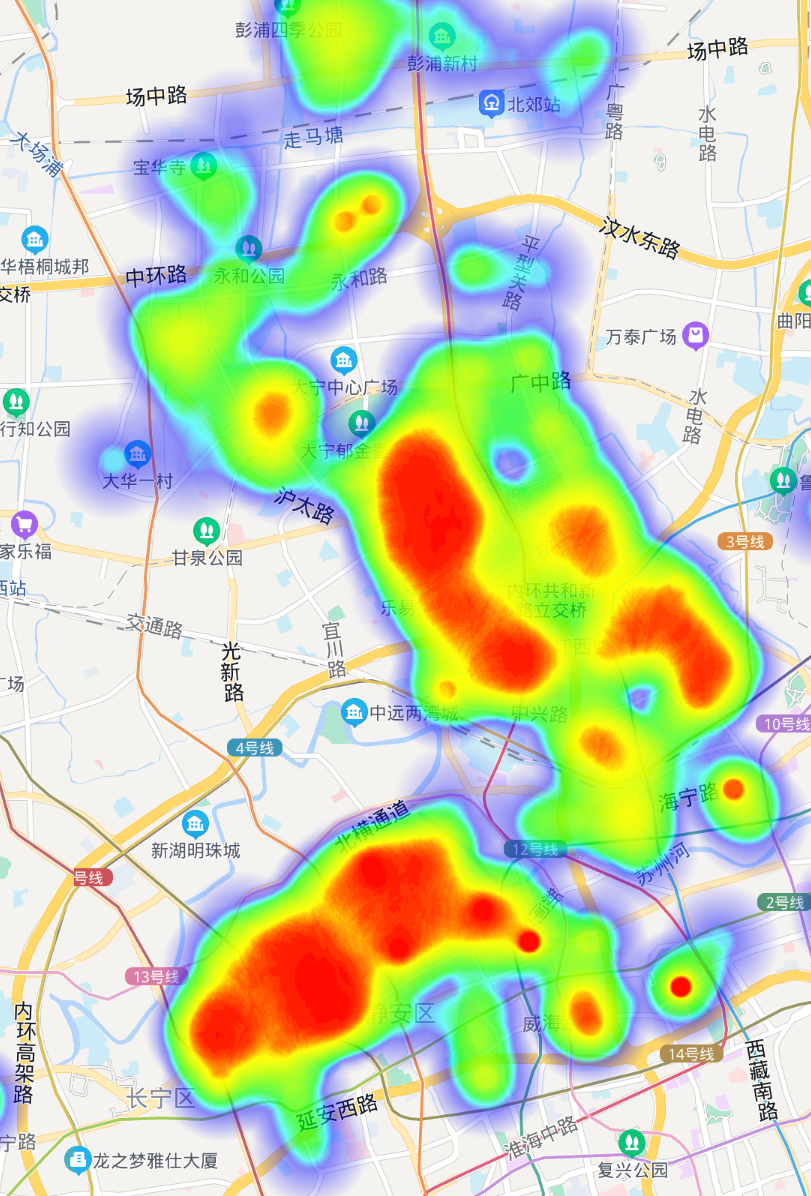 彭浦四季公园
彭浦新村
场中路
场中路
北郊站
广粤路
水电路
走马塘
大场浦
宝华寺
汶水东路
平型关路
华梧桐城邦
中环路
永和公园
永和路
交桥
曲阳
万泰广场
大宁中心广场
广中路
行知公园
水电路
大宁郁金香
大华一村
沪太路
鲁
家乐福
甘泉公园
3号线
西站
内环共和新
路立交桥
乐易
交通路
宜川路
光新路
江西
广场
中远两湾城
中兴路
10号线
4号线
海宁路
北横通道
新湖明珠城
12号线
苏州河
号线
2号线
13号线
内环高架路
静安区
威海
14号线
西藏南路
长宁区
延安西路
淮海中路
宁路
龙之梦雅仕大厦
复兴公园